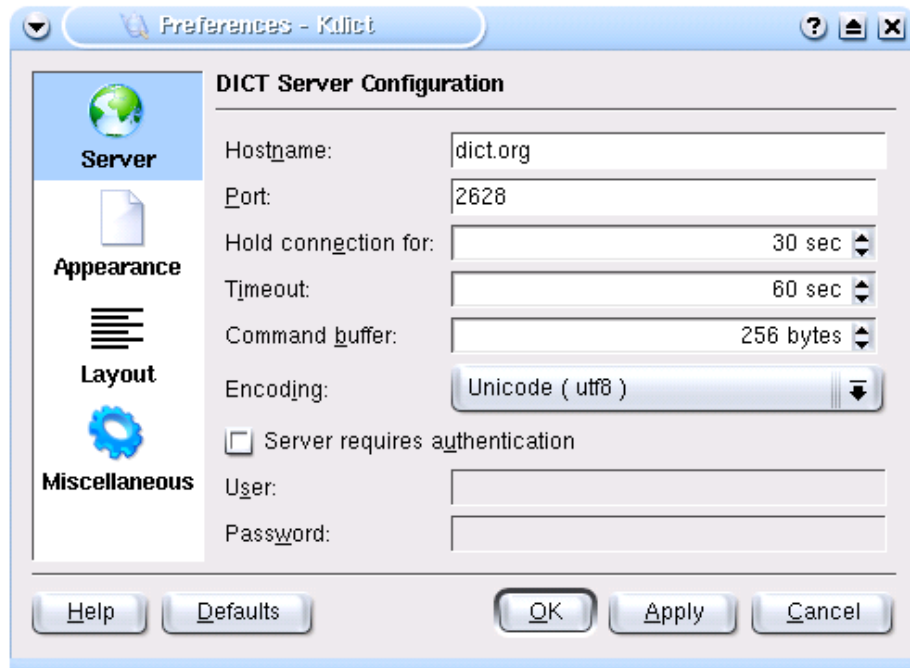 Preferences - Kdict
DICT Server Configuration
Server
Appearance
Layout
Miscellaneous
Hostname: dict.org
Port: 2628
Hold connection for: 30 sec
Timeout: 60 sec
Command buffer: 256 bytes
Encoding: Unicode ( utf8 )
Server requires authentication
User:
Password:
Help Defaults OK Apply Cancel